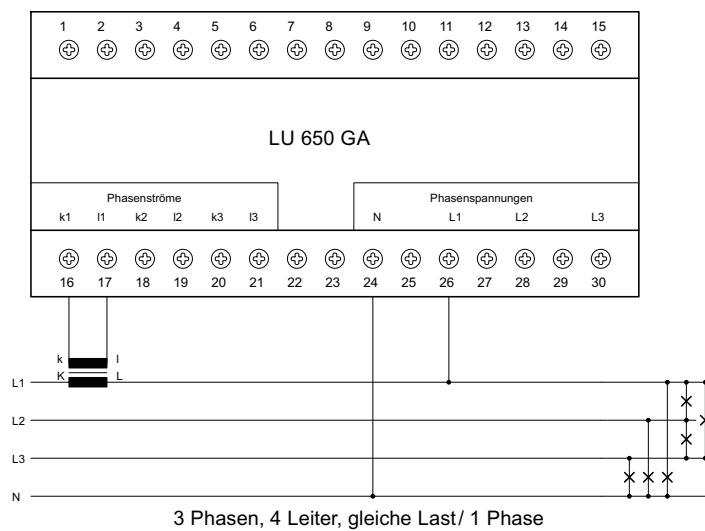 1 2 3 4 5 6 7 8 9 10 11 12 13 14 15
LU 650 GA
Phasenströme Phasenspannungen
k1 l1 k2 l2 k3 l3 N L1 L2 L3
16 17 18 19 20 21 22 23 24 25 26 27 28 29 30
k l
K L
L1
L2
L3
N
3 Phasen, 4 Leiter, gleiche Last/ 1 Phase